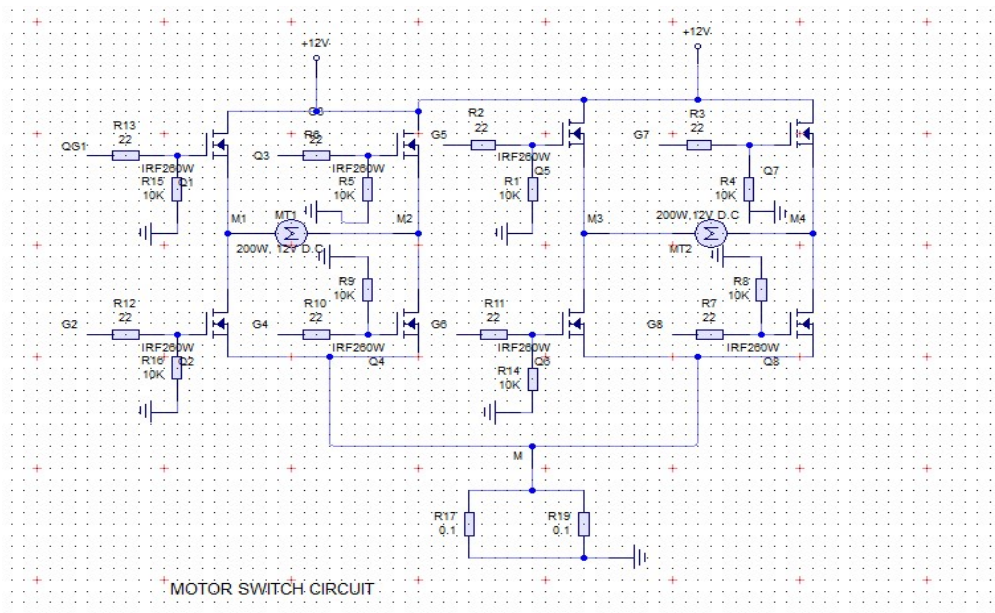 +12V
+12V
R13
22
QG1
R15
10K
Q1
IRF260W
R6
22
Q3
IRF260W
R5
10K
G5
R2
22
IRF260W
R1
10K
Q5
G7
R3
22
R4
10K
Q7
M1
MT1
200W, 12V D.C
M2
M3
200W,12V D.C
MT2
M4
R12
22
G2
IRF260W
R16
10K
Q2
R9
10K
R10
22
G4
IRF260W
Q4
R11
22
G6
IRF260W
Q6
R14
10K
R8
10K
R7
22
G8
IRF260W
Q8
M
R17
0.1
R19
0.1
MOTOR SWITCH CIRCUIT